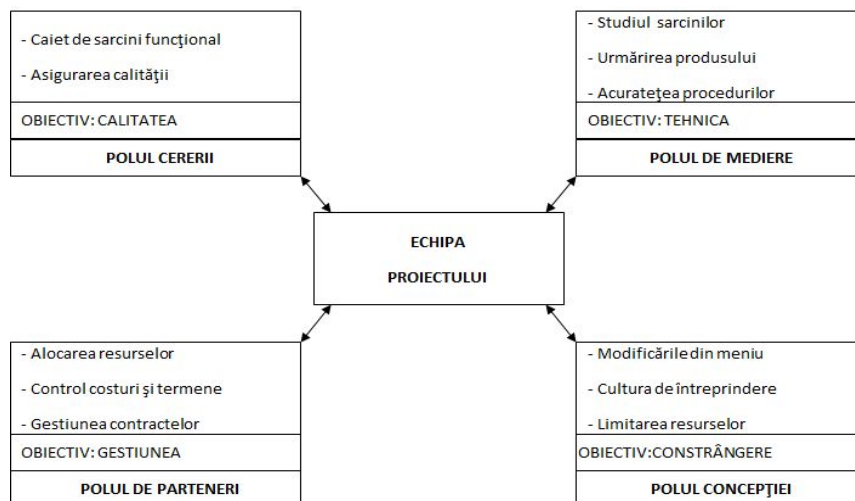 - Caiet de sarcini funcţional
- Asigurarea calităţii
OBIECTIV: CALITATEA
POLUL CERERII
- Studiul sarcinilor
- Urmărirea produsului
- Acurateţea procedurilor
OBIECTIV: TEHNICA
POLUL DE MEDIERE
ECHIPA
PROIECTULUI
- Alocarea resurselor
- Control costuri şi termene
- Gestiunea contractelor
OBIECTIV: GESTIUNEA
POLUL DE PARTENERI
- Modificările din meniu
- Cultura de întreprindere
- Limitarea resurselor
OBIECTIV:CONSTRÂNGERE
POLUL CONCEPŢIEI